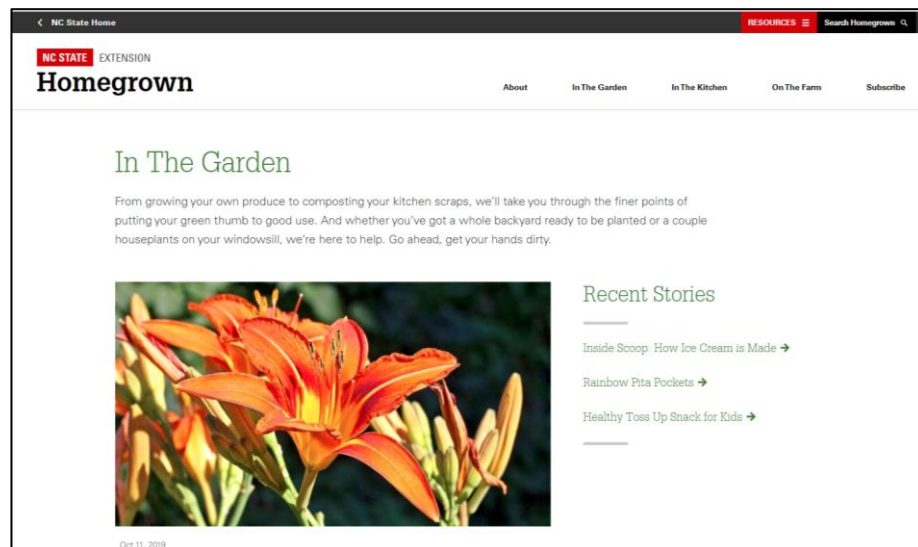 NC State Home
RESOURCES
Search Homegrown
NC STATE EXTENSION
Homegrown
About
In The Garden
In The Kitchen
On The Farm
Subscribe
In The Garden
From growing your own produce to composting your kitchen scraps, we'll take you through the finer points of
putting your green thumb to good use. And whether you've got a whole backyard ready to be planted or a couple
houseplants on your windowsill, we're here to help. Go ahead, get your hands dirty.
Recent Stories
Inside Scoop: How Ice Cream is Made
Rainbow Pita Pockets
Healthy Toss Up Snack for Kids
Oct 11, 2019